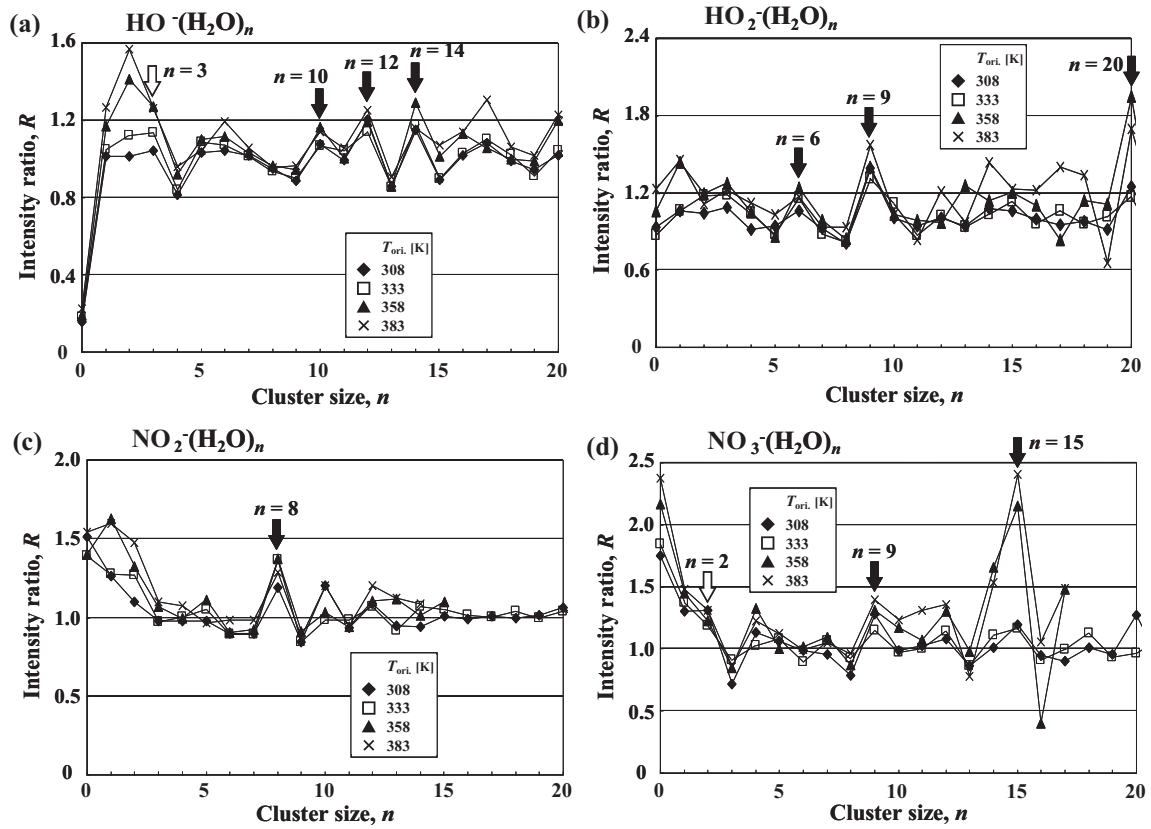 (a) HO⁻(H₂O)ₙ
1.6
1.2
0.8
0.4
0
Intensity ratio, R
n = 3
n = 10
n = 12
n = 14
T_ori. [K]
308
333
358
383
0 5 10 15 20
Cluster size, n
(b) HO₂⁻(H₂O)ₙ
2.4
1.8
1.2
0.6
0
Intensity ratio, R
T_ori. [K]
308
333
358
383
n = 6
n = 9
n = 20
0 5 10 15 20
Cluster size, n
(c) NO₂⁻(H₂O)ₙ
2.0
1.5
1.0
0.5
0
Intensity ratio, R
n = 8
T_ori. [K]
308
333
358
383
0 5 10 15 20
Cluster size, n
(d) NO₃⁻(H₂O)ₙ
2.5
2.0
1.5
1.0
0.5
0
Intensity ratio, R
T_ori. [K]
308
333
358
383
n = 2
n = 9
n = 15
0 5 10 15 20
Cluster size, n